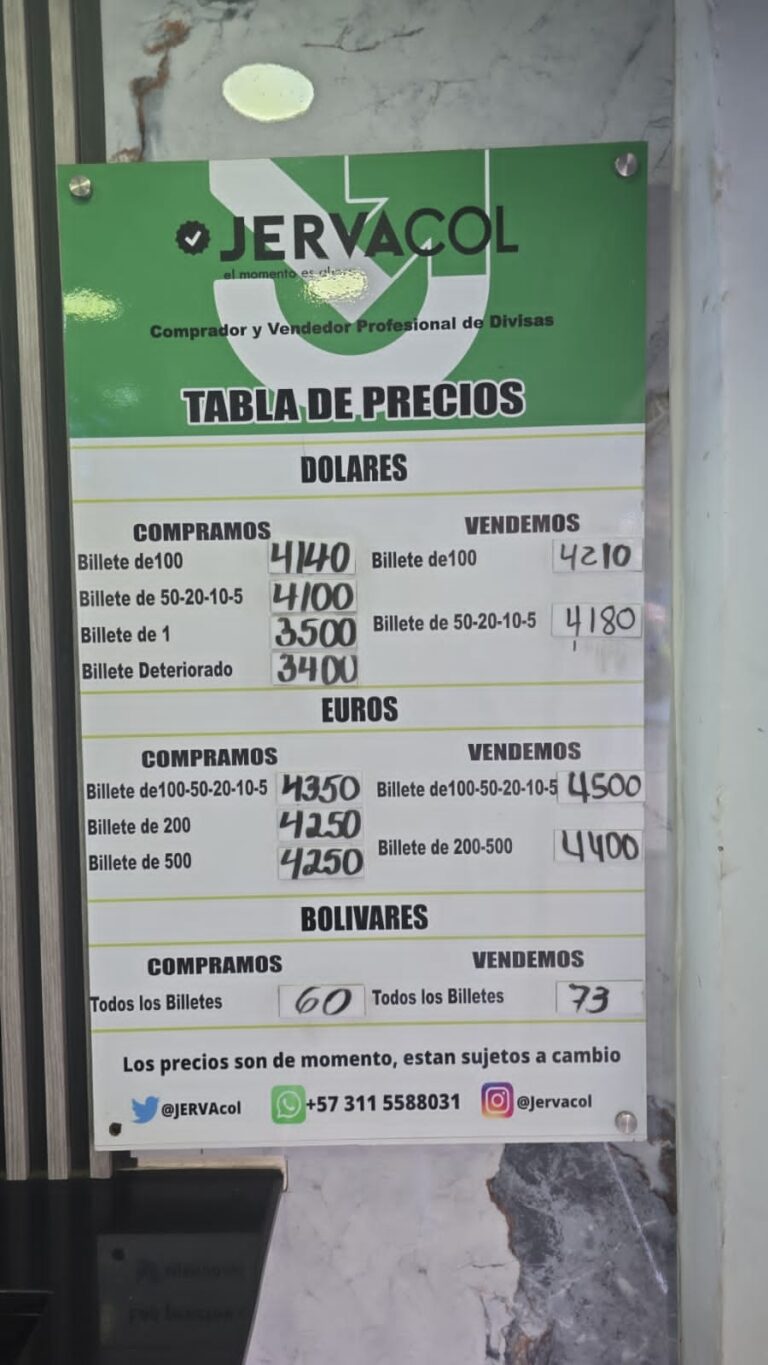 JERVACOL
el momento es
Comprador y Vendedor Profesional de Divisas
TABLA DE PRECIOS
DOLARES
COMPRAMOS VENDEMOS
Billete de100 4140 Billete de100 4210
Billete de 50-20-10-5 4100 Billete de 50-20-10-5 4180
Billete de 1 3500
Billete Deteriorado 3400
EUROS
COMPRAMOS VENDEMOS
Billete de100-50-20-10-5 4350 Billete de100-50-20-10-5 4500
Billete de 200 4250 Billete de 200-500 4400
Billete de 500 4250
BOLIVARES
COMPRAMOS VENDEMOS
Todos los Billetes 60 Todos los Billetes 73
Los precios son de momento, estan sujetos a cambio
@JERVAcol +57 311 5588031 @Jervacol